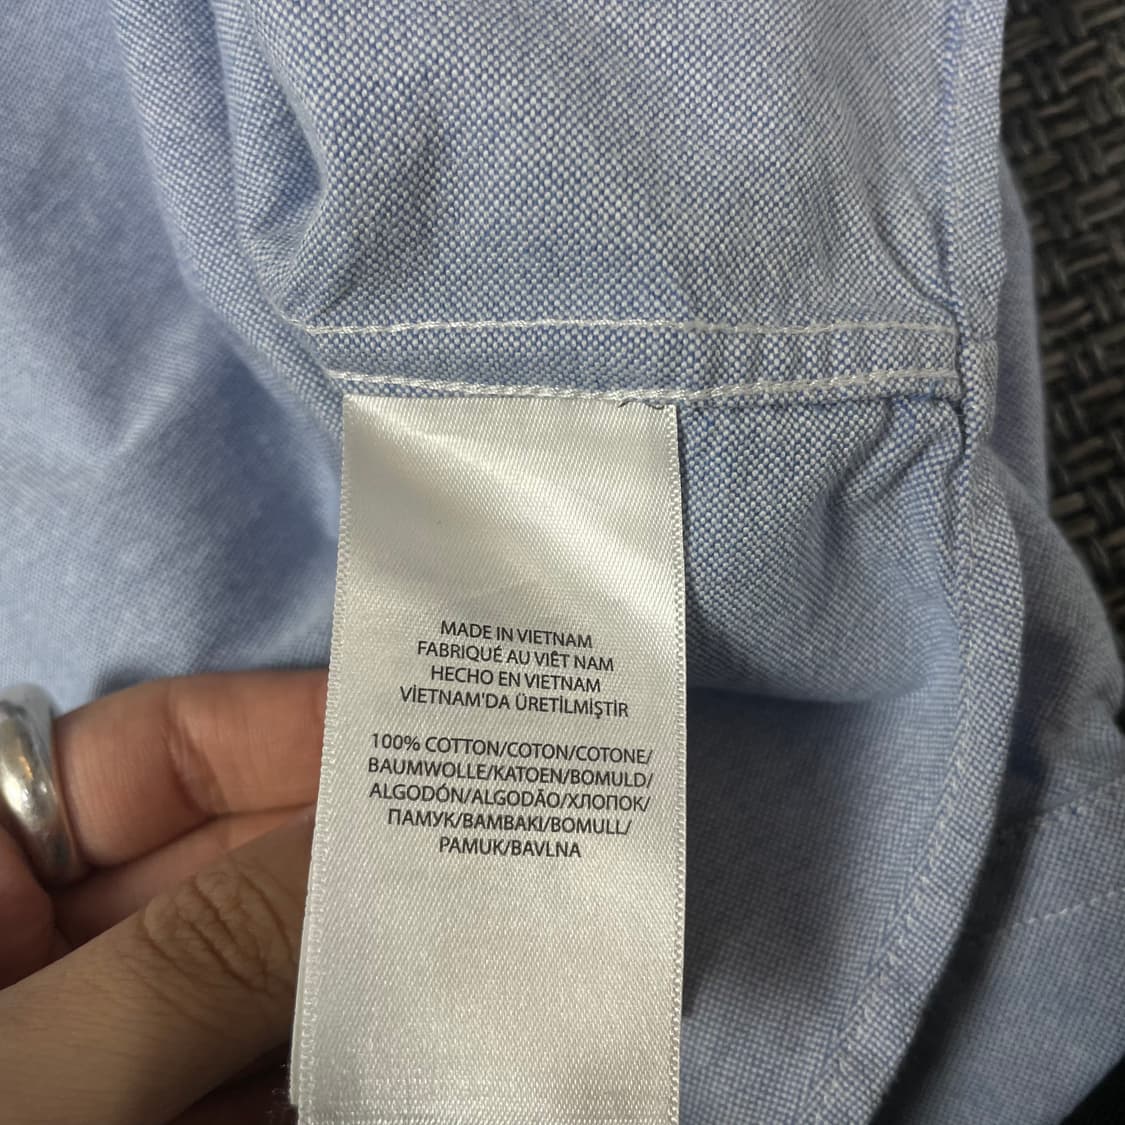 MADE IN VIETNAM
FABRIQUÉ AU VIÊT NAM
HECHO EN VIETNAM
VİETNAM'DA ÜRETİLMİŞTİR
100% COTTON/COTON/COTONE/
BAUMWOLLE/KATOEN/BOMULD/
ALGODÓN/ALGODÃO/ХЛОПОК/
ПАМУК/BAMBAKI/BOMULL/
PAMUK/BAVLNA